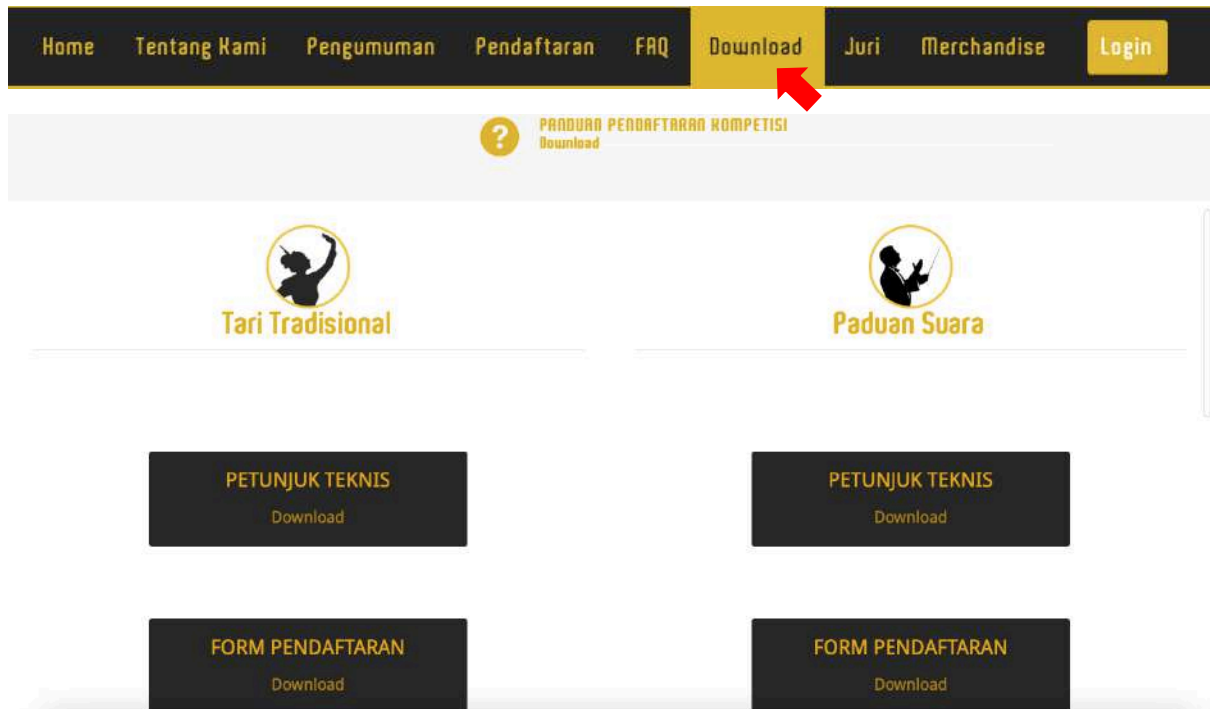 Home Tentang Kami Pengumuman Pendaftaran FAQ Download Juri Merchandise Login
PANDUAN PENDAFTARAN KOMPETISI
Download
Tari Tradisional
Paduan Suara
PETUNJUK TEKNIS
Download
PETUNJUK TEKNIS
Download
FORM PENDAFTARAN
Download
FORM PENDAFTARAN
Download